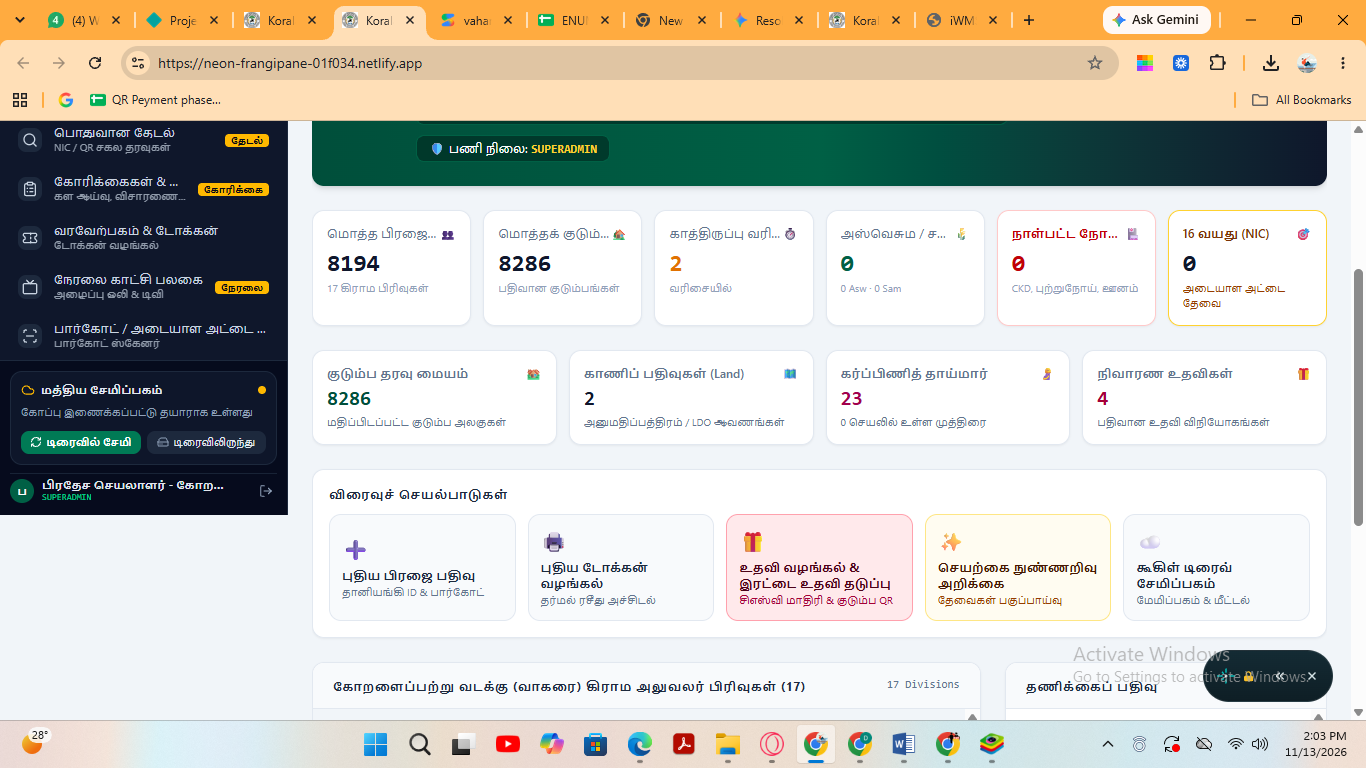 4
(4) W
Proje
Koral
Koral
vahar
ENUI
New
Reso
Koral
iWM
Ask Gemini
https://neon-frangipane-01f034.netlify.app
QR Peyment phase...
All Bookmarks
பொதுவான தேடல்
NIC / QR சகல தரவுகள்
தேடல்
கோரிக்கைகள் & ...
கள ஆய்வு, விசாரணை...
கோரிக்கை
வரவேற்பகம் & டோக்கன்
டோக்கன் வழங்கல்
நேரலை காட்சி பலகை
அழைப்பு ஒலி & டிவி
நேரலை
பார்கோட் / அடையாள அட்டை ...
பார்கோட் ஸ்கேனர்
மத்திய சேமிப்பகம்
கோப்பு இணைக்கப்பட்டு தயாராக உள்ளது
டிரைவில் சேமி
டிரைவிலிருந்து
ப
பிரதேச செயலாளர் - கோற...
SUPERADMIN
பணி நிலை: SUPERADMIN
மொத்த பிரஜை...
8194
17 கிராம பிரிவுகள்
மொத்தக் குடும்...
8286
பதிவான குடும்பங்கள்
காத்திருப்பு வரி...
2
வரிசையில்
அஸ்வெசும / ச...
0
0 Asw · 0 Sam
நாள்பட்ட நோ...
0
CKD, புற்றுநோய், ஊனம்
16 வயது (NIC)
0
அடையாள அட்டை
தேவை
குடும்ப தரவு மையம்
8286
மதிப்பிடப்பட்ட குடும்ப அலகுகள்
காணிப் பதிவுகள் (Land)
2
அனுமதிப்பத்திரம் / LDO ஆவணங்கள்
கர்ப்பிணித் தாய்மார்
23
0 செயலில் உள்ள முத்திரை
நிவாரண உதவிகள்
4
பதிவான உதவி விநியோகங்கள்
விரைவுச் செயல்பாடுகள்
புதிய பிரஜை பதிவு
தானியங்கி ID & பார்கோட்
புதிய டோக்கன்
வழங்கல்
தர்மல் ரசீது அச்சிடல்
உதவி வழங்கல் &
இரட்டை உதவி தடுப்பு
சிஎஸ்வி மாதிரி & குடும்ப QR
செயற்கை நுண்ணறிவு
அறிக்கை
தேவைகள் பகுப்பாய்வு
கூகிள் டிரைவ்
சேமிப்பகம்
மேமிப்பகம் & மீட்டல்
கோறளைப்பற்று வடக்கு (வாகரை) கிராம அலுவலர் பிரிவுகள் (17)
17 Divisions
தணிக்கைப் பதிவு
Activate Windows
Go to Settings to activate Windows.
28°
2:03 PM
11/13/2026